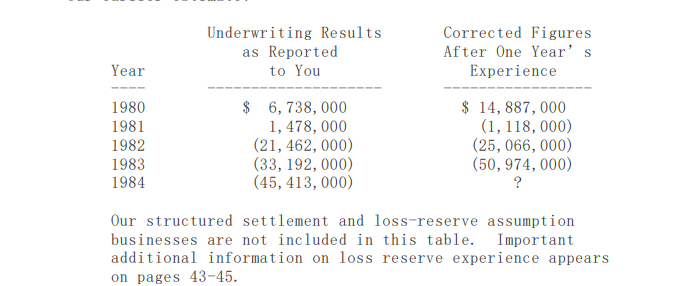 Underwriting Results Corrected Figures
as Reported After One Year's
Year to You Experience
---- --------------------- -----------------
1980 $ 6,738,000 $ 14,887,000
1981 1,478,000 (1,118,000)
1982 (21,462,000) (25,066,000)
1983 (33,192,000) (50,974,000)
1984 (45,413,000) ?
Our structured settlement and loss-reserve assumption
businesses are not included in this table. Important
additional information on loss reserve experience appears
on pages 43-45.